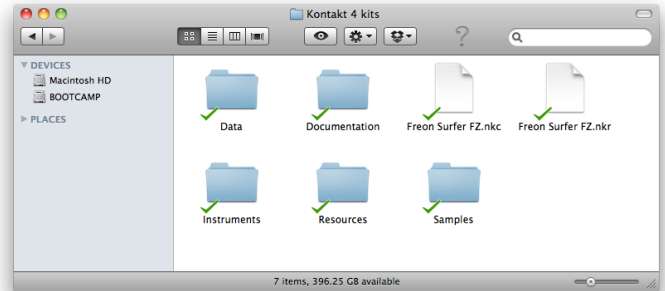 Kontakt 4 kits
?
DEVICES
Macintosh HD
BOOTCAMP
PLACES
Data
Documentation
Freon Surfer FZ.nkc
Freon Surfer FZ.nkr
Instruments
Resources
Samples
7 items, 396.25 GB available